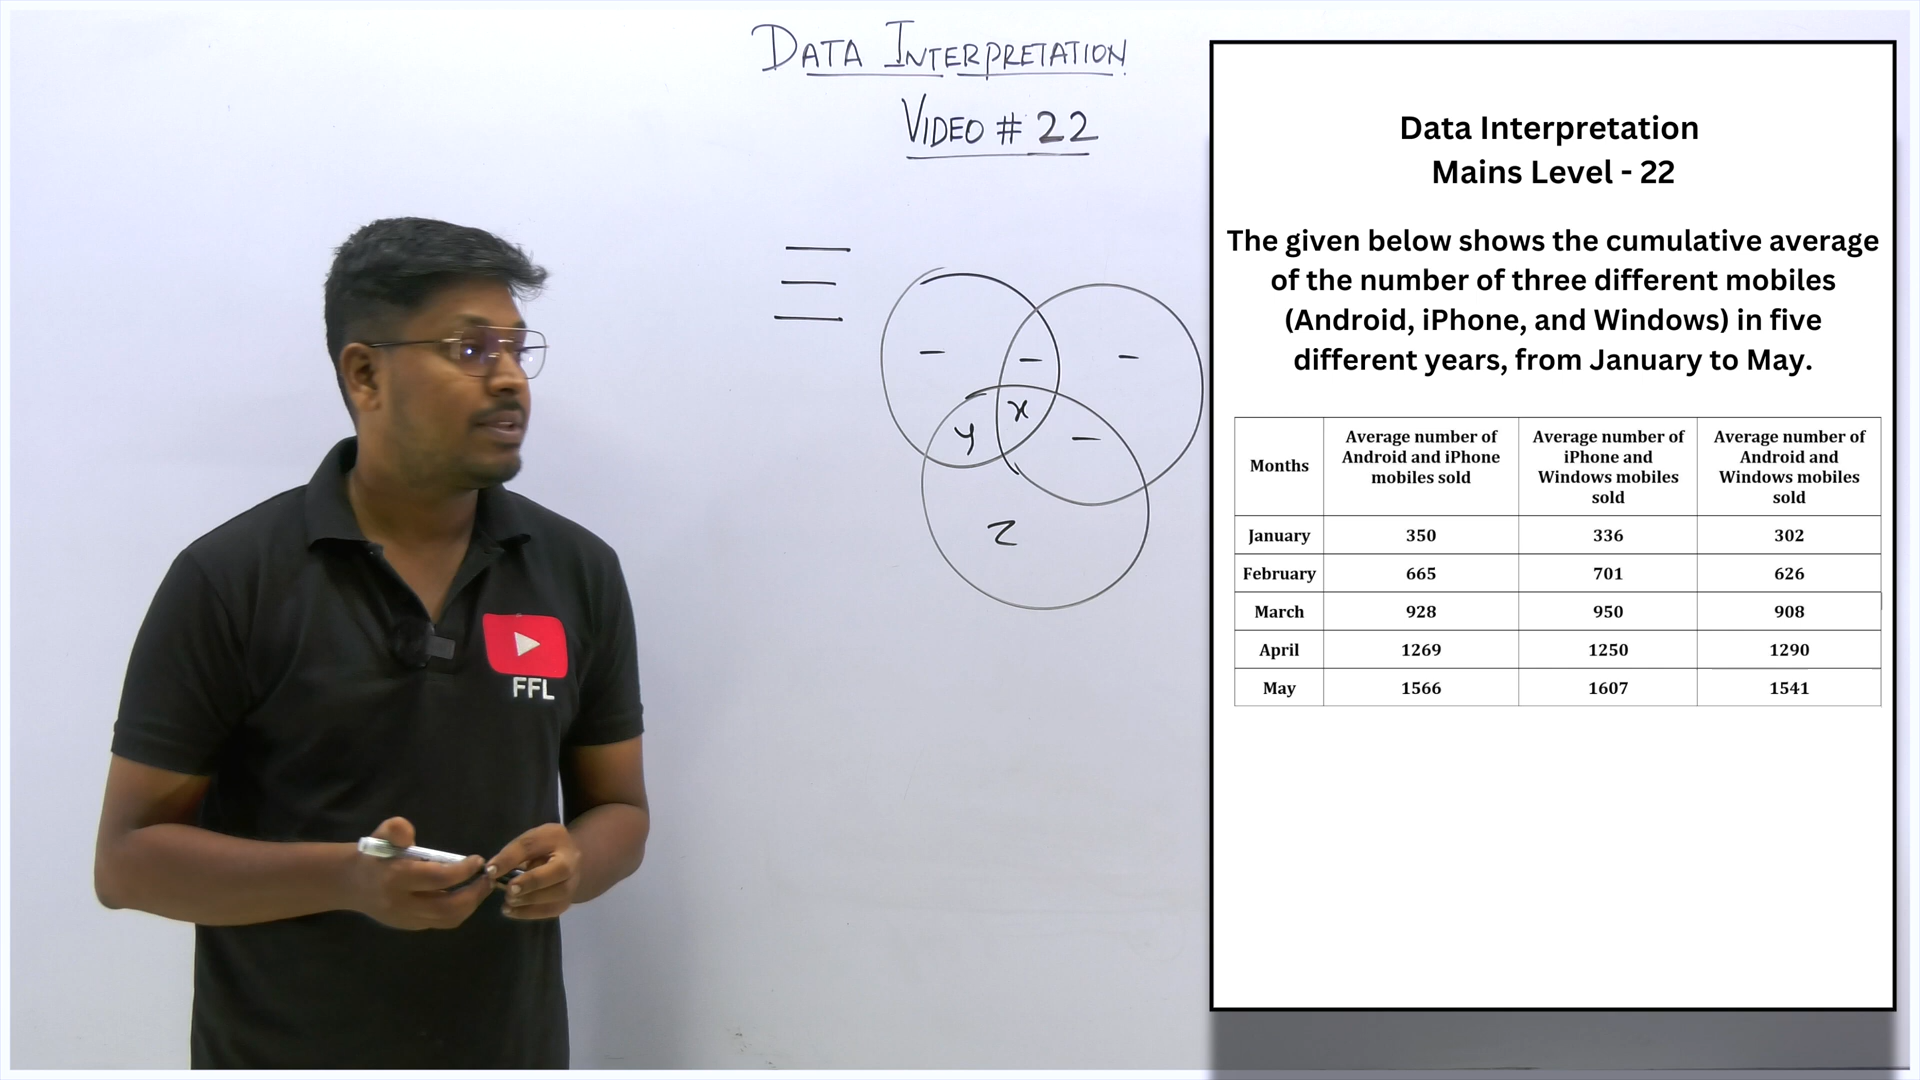 DATA INTERPRETATION
VIDEO # 22
x
y
z
FFL
Data Interpretation
Mains Level - 22
The given below shows the cumulative average
of the number of three different mobiles
(Android, iPhone, and Windows) in five
different years, from January to May.
Months
Average number of
Android and iPhone
mobiles sold
Average number of
iPhone and
Windows mobiles
sold
Average number of
Android and
Windows mobiles
sold
January 350 336 302
February 665 701 626
March 928 950 908
April 1269 1250 1290
May 1566 1607 1541